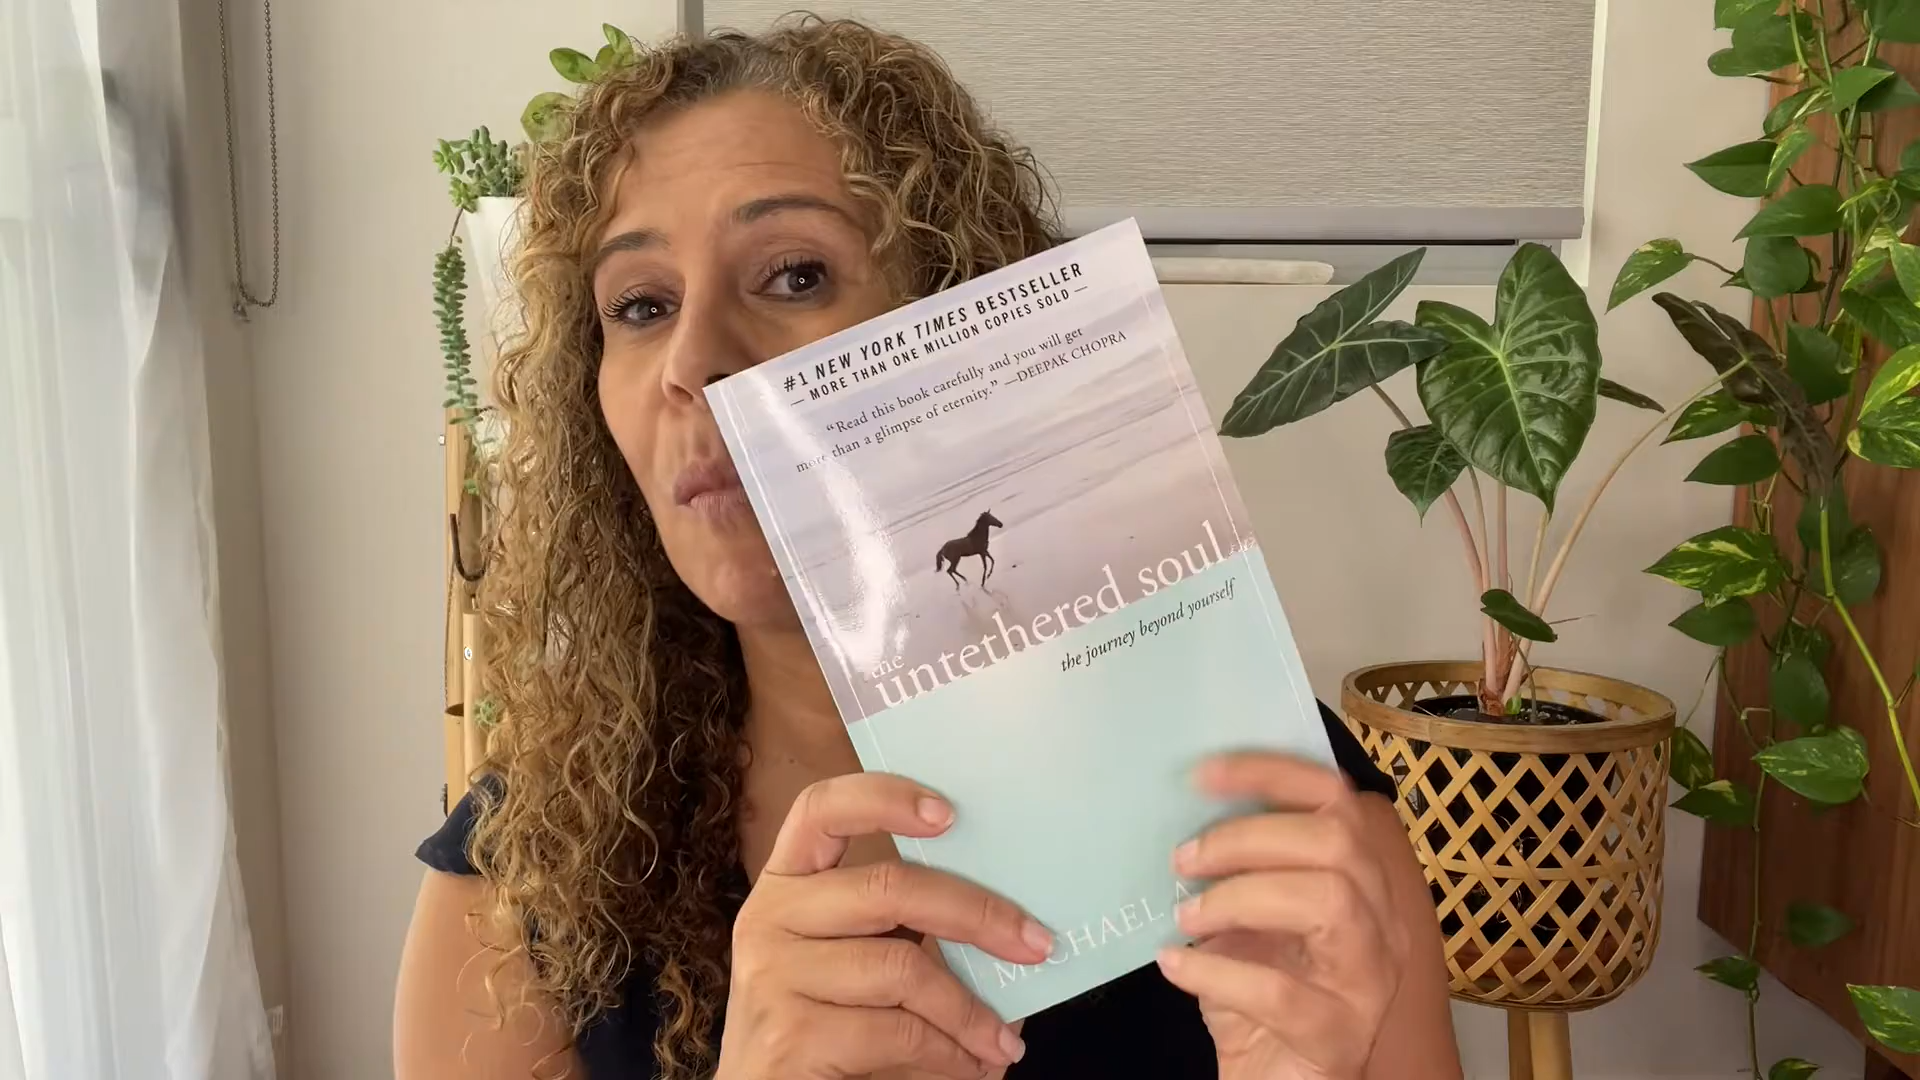 #1 NEW YORK TIMES BESTSELLER
— MORE THAN ONE MILLION COPIES SOLD —
“Read this book carefully and you will get
more than a glimpse of eternity.” —DEEPAK CHOPRA
the
untethered soul
the journey beyond yourself
MICHAEL A